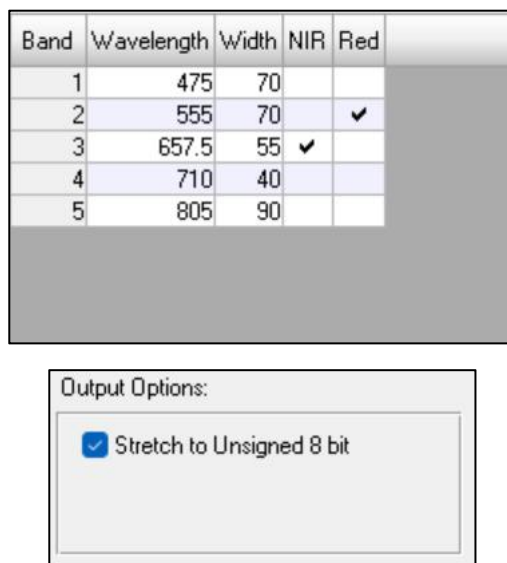 Band Wavelength Width NIR Red
1 475 70
2 555 70 ✔
3 657.5 55 ✔
4 710 40
5 805 90
Output Options:
Stretch to Unsigned 8 bit